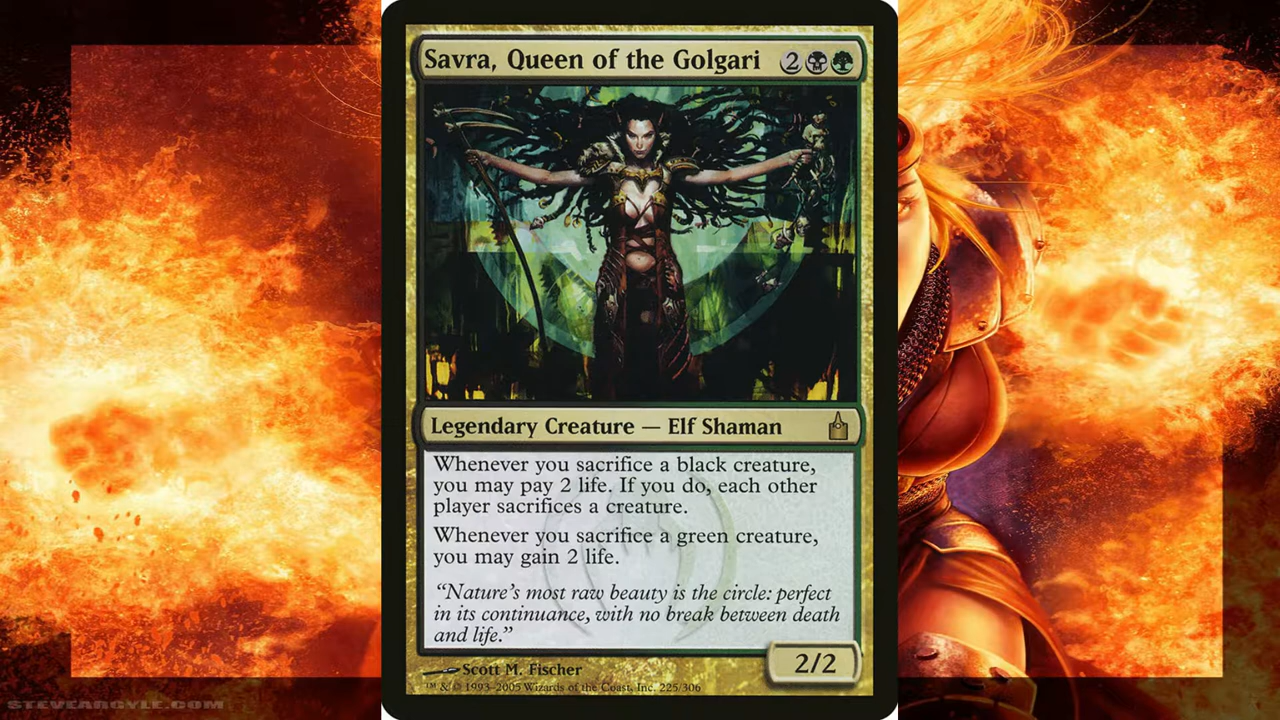 Savra, Queen of the Golgari 2
Legendary Creature — Elf Shaman
Whenever you sacrifice a black creature,
you may pay 2 life. If you do, each other
player sacrifices a creature.
Whenever you sacrifice a green creature,
you may gain 2 life.
“Nature's most raw beauty is the circle: perfect
in its continuance, with no break between death
and life.”
2/2
Scott M. Fischer
™ & © 1993–2005 Wizards of the Coast, Inc. 225/306
STEVEARGYLE.COM